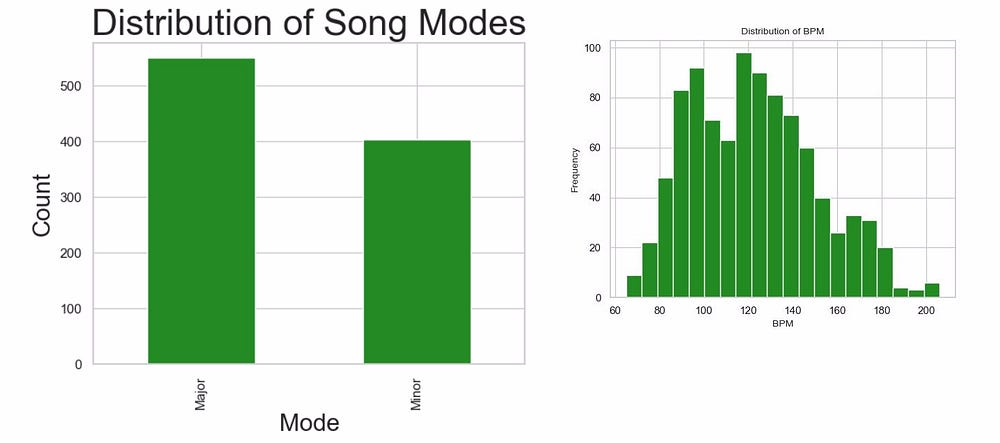 Distribution of Song Modes
500
400
300
200
100
0
Count
Major
Minor
Mode
Distribution of BPM
100
80
60
40
20
0
Frequency
60 80 100 120 140 160 180 200
BPM